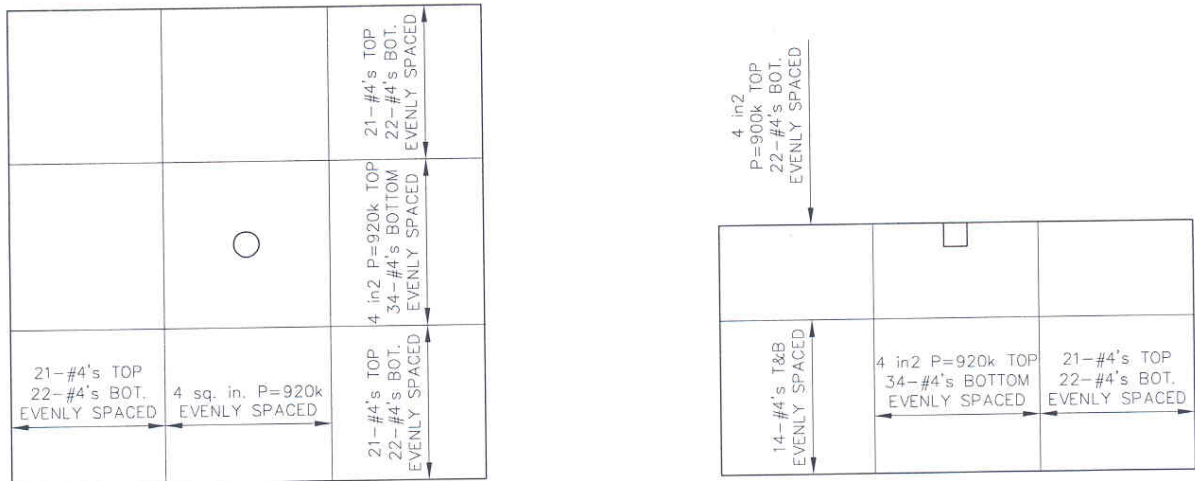 21-#4's TOP
22-#4's BOT.
EVENLY SPACED
4 in2 P=920k TOP
34-#4's BOTTOM
EVENLY SPACED
21-#4's TOP
22-#4's BOT.
EVENLY SPACED
21-#4's TOP
22-#4's BOT.
EVENLY SPACED
4 sq. in. P=920k
EVENLY SPACED
4 in2
P=900k TOP
22-#4's BOT.
EVENLY SPACED
14-#4's T&B
EVENLY SPACED
4 in2 P=920k TOP
34-#4's BOTTOM
EVENLY SPACED
21-#4's TOP
22-#4's BOT.
EVENLY SPACED